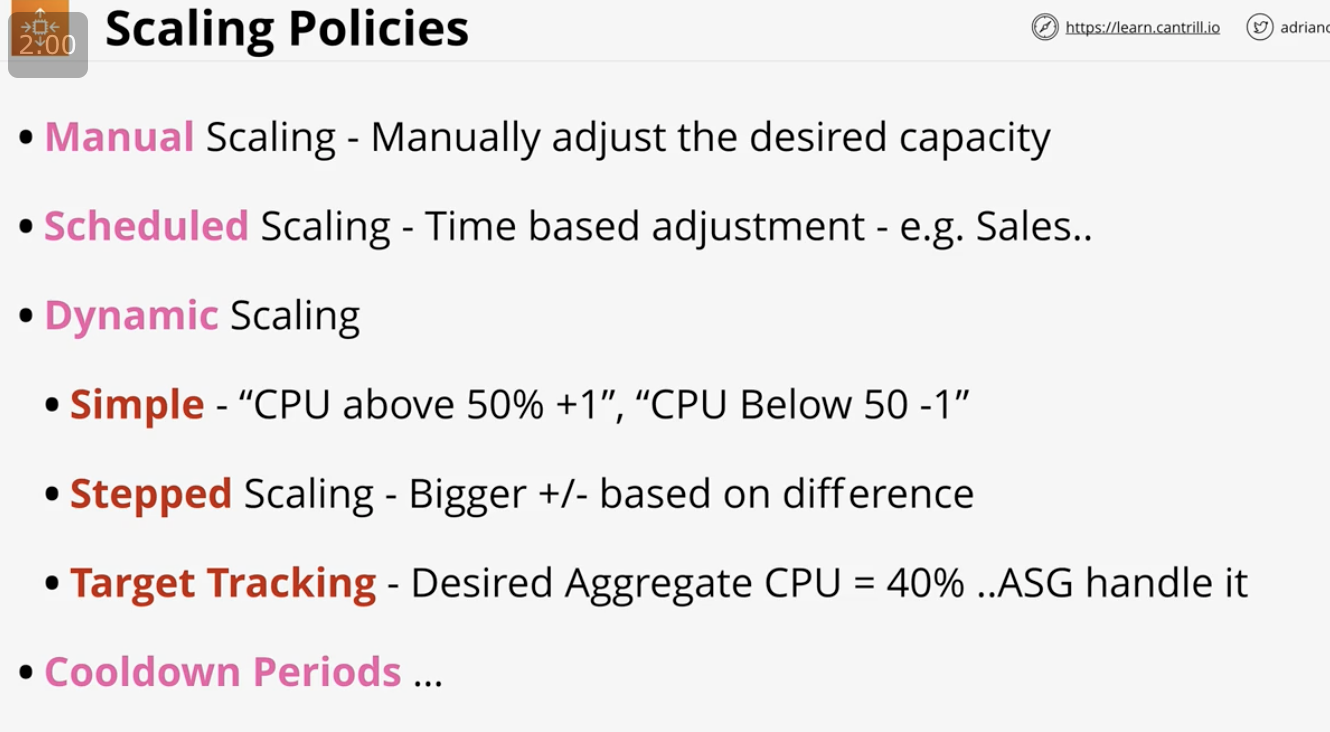 2.00
Scaling Policies
https://learn.cantrill.io
adrianc
• Manual Scaling - Manually adjust the desired capacity
• Scheduled Scaling - Time based adjustment - e.g. Sales..
• Dynamic Scaling
• Simple - “CPU above 50% +1”, “CPU Below 50 -1”
• Stepped Scaling - Bigger +/- based on difference
• Target Tracking - Desired Aggregate CPU = 40% ..ASG handle it
• Cooldown Periods ...